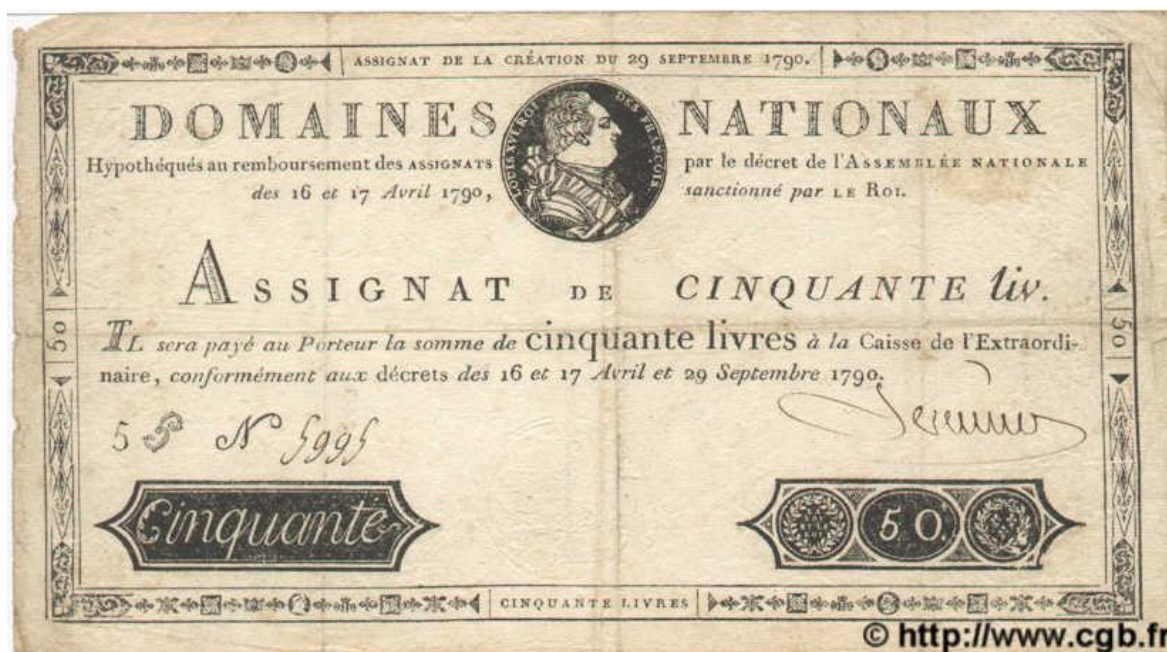 ASSIGNAT DE LA CRÉATION DU 29 SEPTEMBRE 1790.
DOMAINES NATIONAUX
LOUIS XVI ROI DES FRANÇOIS
Hypothéqués au remboursement des ASSIGNATS par le décret de l'ASSEMBLÉE NATIONALE
des 16 et 17 Avril 1790, sanctionné par LE ROI.
ASSIGNAT DE CINQUANTE liv.
50
IL sera payé au Porteur la somme de cinquante livres à la Caisse de l'Extraordi-
naire, conformément aux décrets des 16 et 17 Avril et 29 Septembre 1790.
50
5 S N 5995
Cinquante
50.
CINQUANTE LIVRES
© http://www.cgb.fr